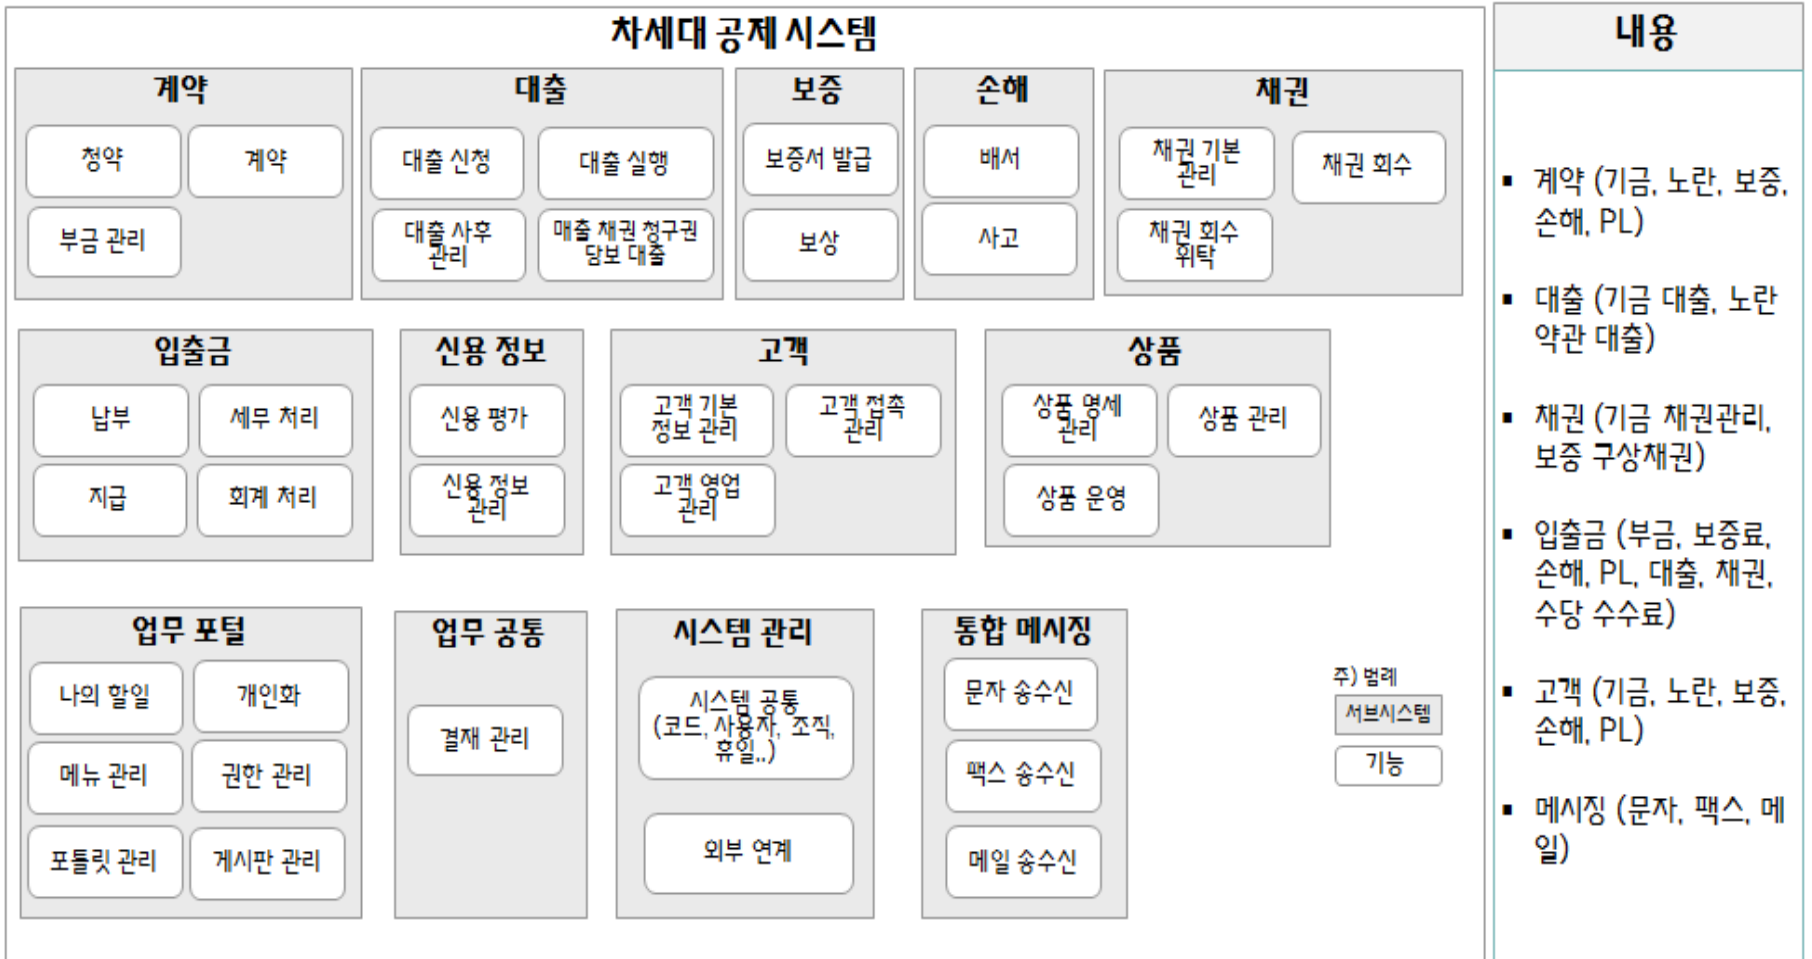 차세대 공제 시스템
계약
청약
계약
부금 관리
대출
대출 신청
대출 실행
대출 사후
관리
매출 채권 청구권
담보 대출
보증
보증서 발급
보상
손해
배서
사고
채권
채권 기본
관리
채권 회수
채권 회수
위탁
입출금
납부
세무 처리
지급
회계 처리
신용 정보
신용 평가
신용 정보
관리
고객
고객 기본
정보 관리
고객 접촉
관리
고객 영업
관리
상품
상품 명세
관리
상품 관리
상품 운영
업무 포털
나의 할일
개인화
메뉴 관리
권한 관리
포틀릿 관리
게시판 관리
업무 공통
결재 관리
시스템 관리
시스템 공통
(코드, 사용자, 조직,
휴일..)
외부 연계
통합 메시징
문자 송수신
팩스 송수신
메일 송수신
주) 범례
서브시스템
기능
내용
▪ 계약 (기금, 노란, 보증,
손해, PL)
▪ 대출 (기금 대출, 노란
약관 대출)
▪ 채권 (기금 채권관리,
보증 구상채권)
▪ 입출금 (부금, 보증료,
손해, PL, 대출, 채권,
수당 수수료)
▪ 고객 (기금, 노란, 보증,
손해, PL)
▪ 메시징 (문자, 팩스, 메
일)